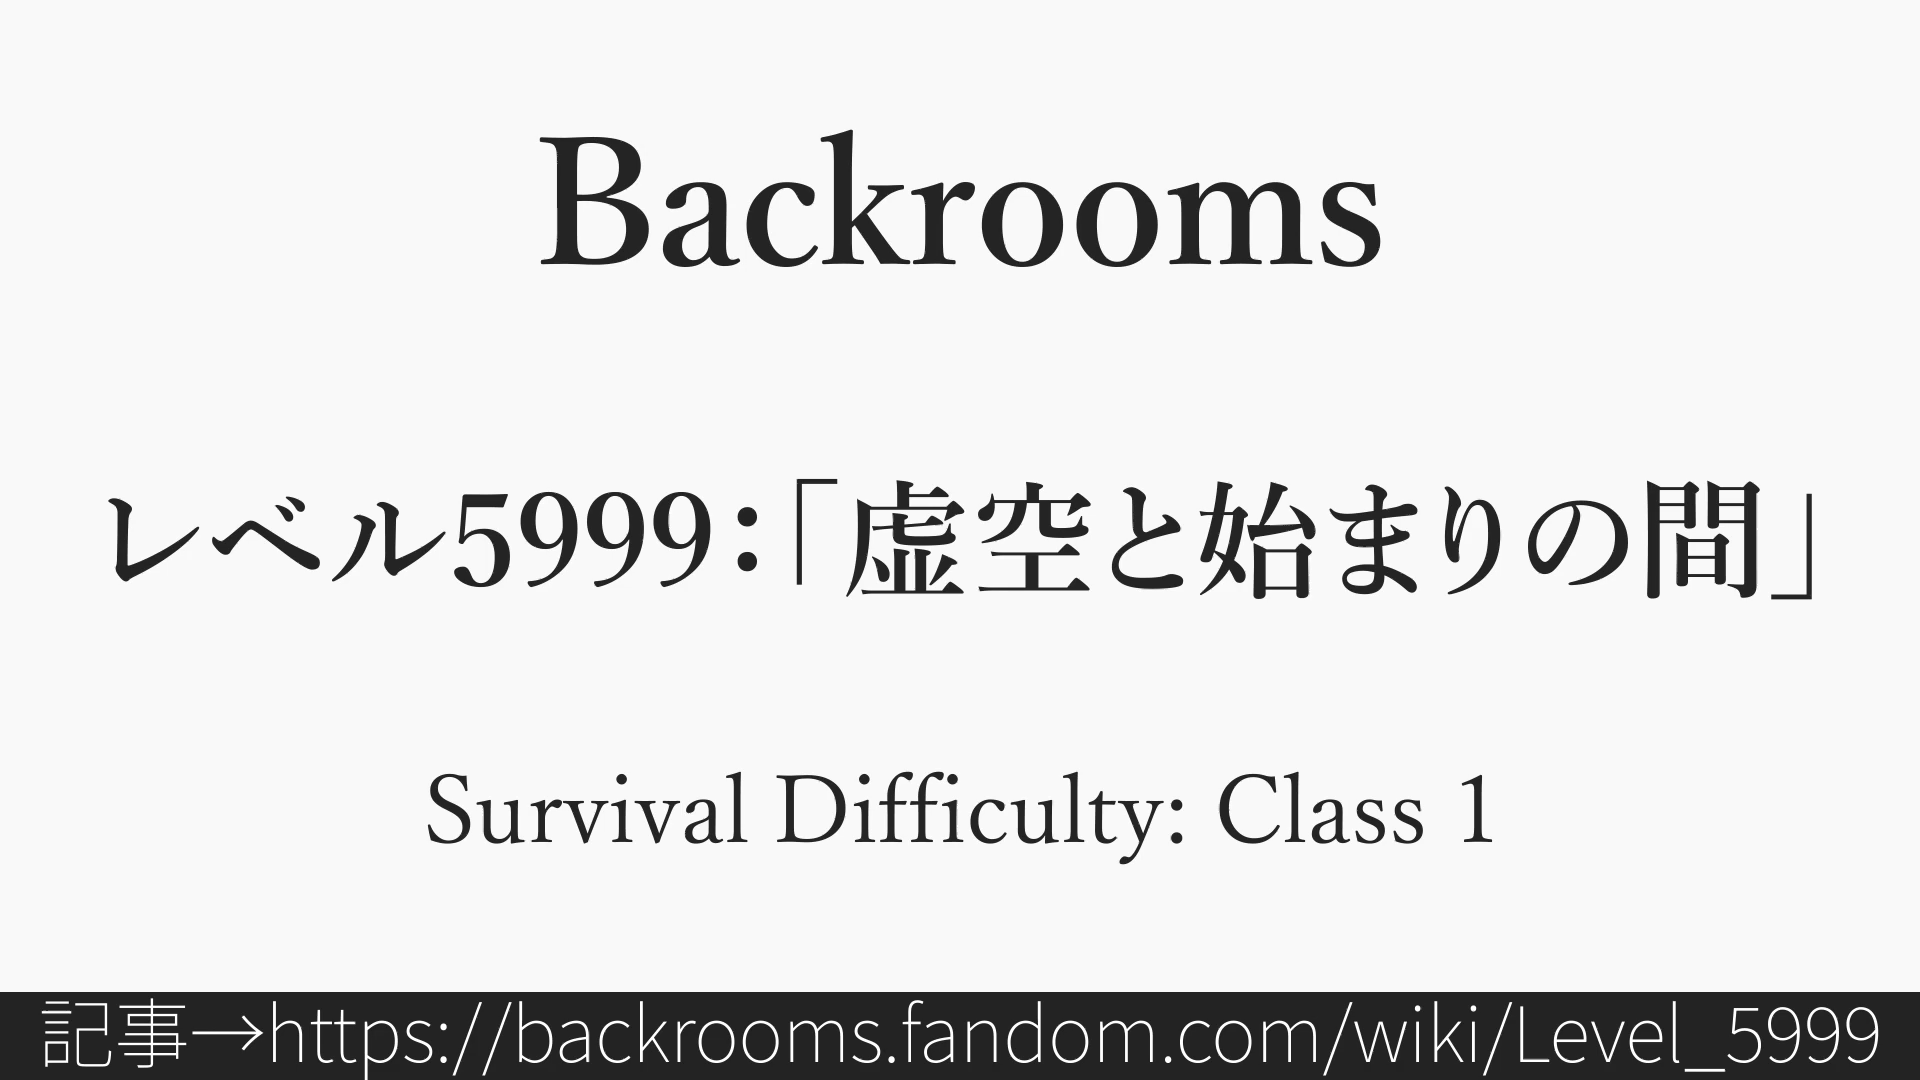 Backrooms
レベル5999：「虚空と始まりの間」
Survival Difficulty: Class 1
記事→https://backrooms.fandom.com/wiki/Level_5999